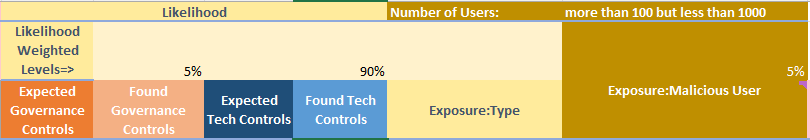 Likelihood Number of Users: more than 100 but less than 1000
Likelihood
Weighted
Levels=> 5% 90% 5%
Expected
Governance
Controls
Found
Governance
Controls
Expected
Tech Controls
Found Tech
Controls
Exposure:Type
Exposure:Malicious User